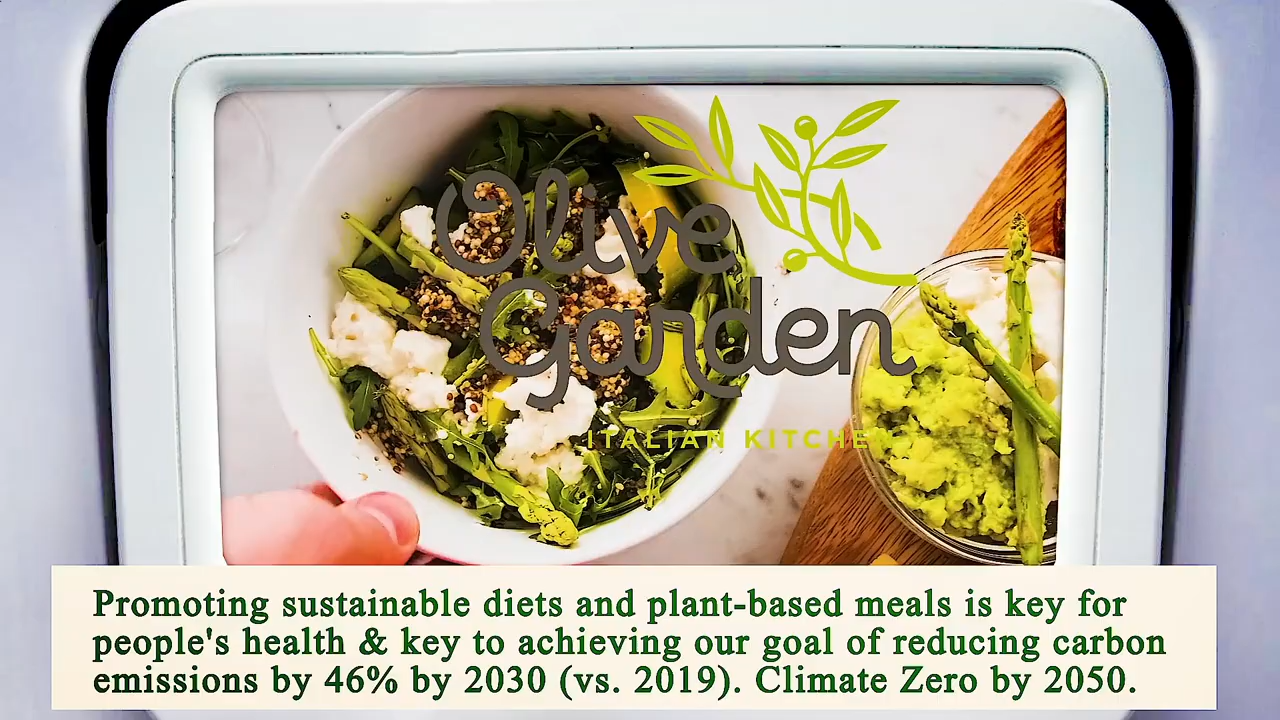 Olive
Garden
ITALIAN KITCHEN
Promoting sustainable diets and plant-based meals is key for
people's health & key to achieving our goal of reducing carbon
emissions by 46% by 2030 (vs. 2019). Climate Zero by 2050.